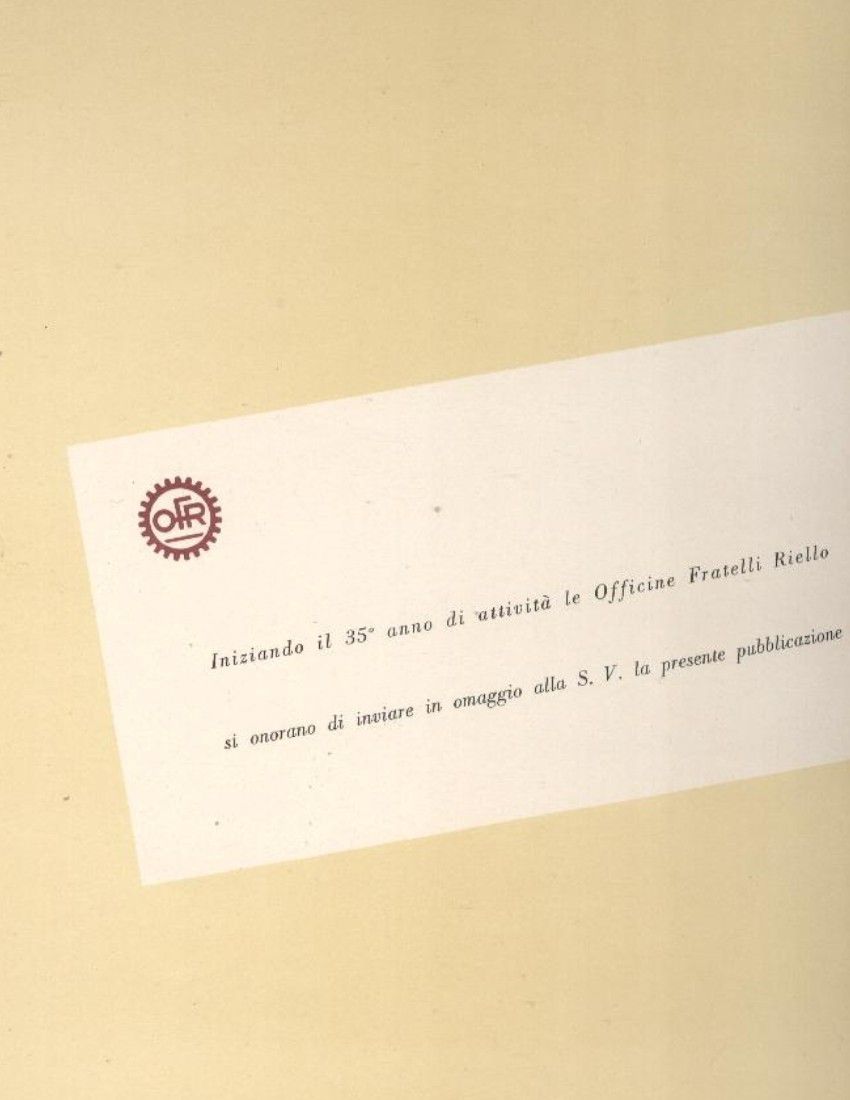 OFR
Iniziando il 35° anno di attività le Officine Fratelli Riello
si onorano di inviare in omaggio alla S. V. la presente pubblicazione